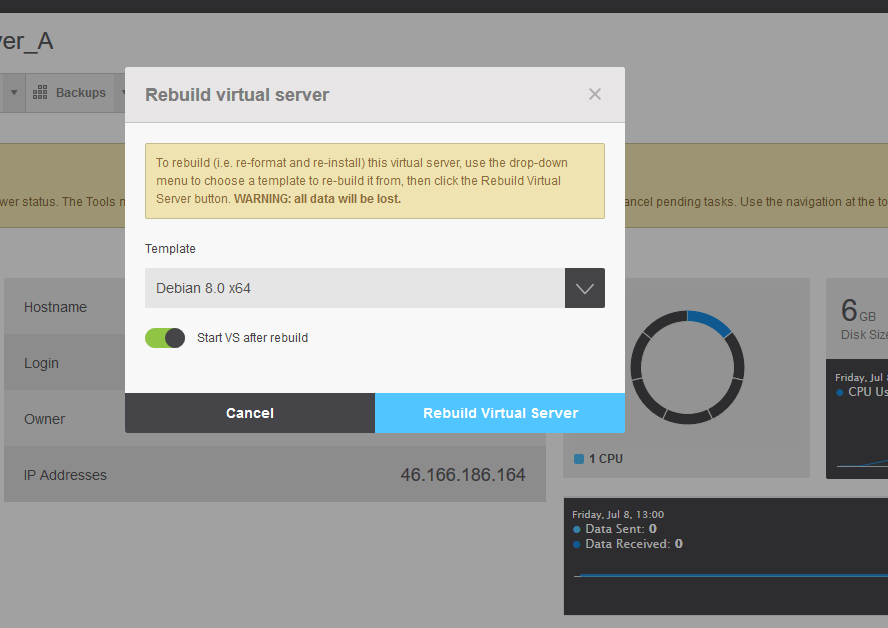 er_A
Backups
Rebuild virtual server
To rebuild (i.e. re-format and re-install) this virtual server, use the drop-down
menu to choose a template to re-build it from, then click the Rebuild Virtual
Server button. WARNING: all data will be lost.
wer status. The Tools
ancel pending tasks. Use the navigation at the to
Template
Debian 8.0 x64
Start VS after rebuild
Cancel
Rebuild Virtual Server
Hostname
Login
Owner
IP Addresses
46.166.186.164
1 CPU
6 GB
Disk Size
Friday, Jul 8
CPU Us
Friday, Jul 8, 13:00
Data Sent: 0
Data Received: 0